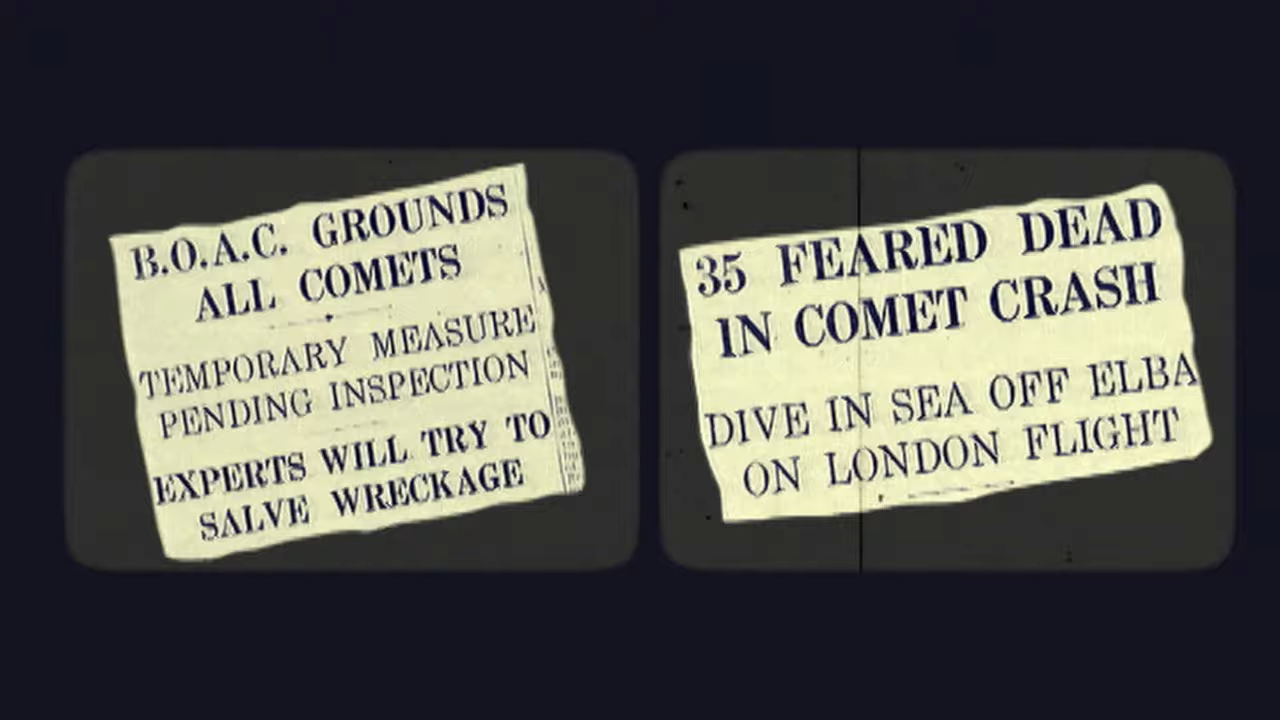 B.O.A.C. GROUNDS
ALL COMETS
TEMPORARY MEASURE
PENDING INSPECTION
EXPERTS WILL TRY TO
SALVE WRECKAGE
35 FEARED DEAD
IN COMET CRASH
DIVE IN SEA OFF ELBA
ON LONDON FLIGHT